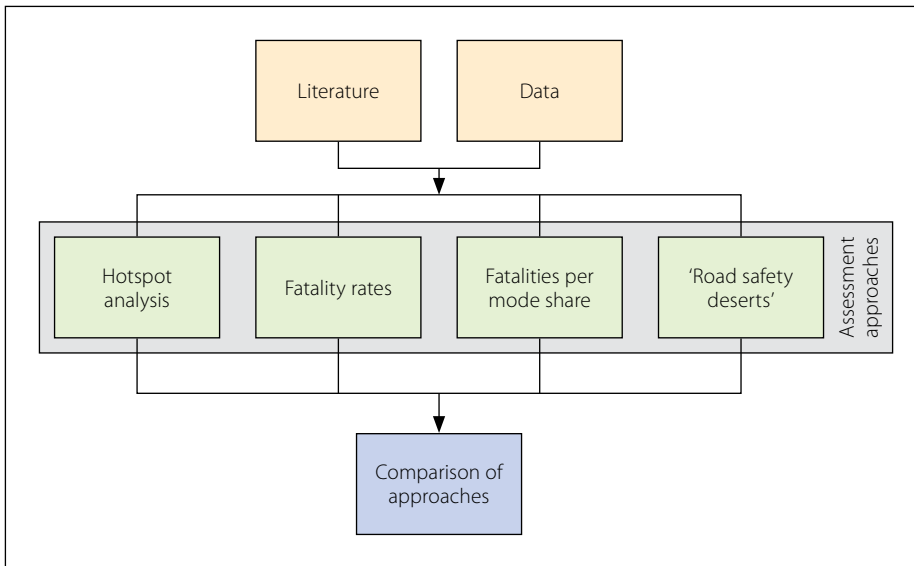 Literature
Data
Hotspot
analysis
Fatality rates
Fatalities per
mode share
‘Road safety
deserts’
Assessment
approaches
Comparison of
approaches